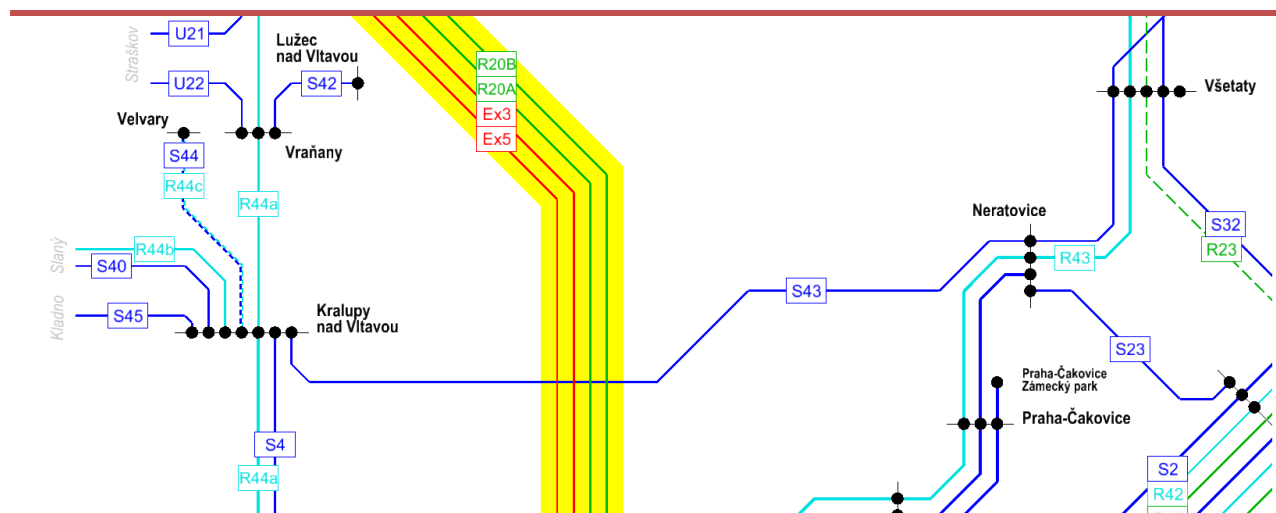 U21
Straškov
Lužec
nad Vltavou
U22
S42
R20B
R20A
Ex3
Ex5
Všetaty
Velvary
Vraňany
S44
R44c
R44a
Neratovice
S32
R23
R43
Slaný
R44b
S40
S43
Kladno
S45
Kralupy
nad Vltavou
S23
Praha-Čakovice
Zámecký park
Praha-Čakovice
S4
R44a
S2
R42